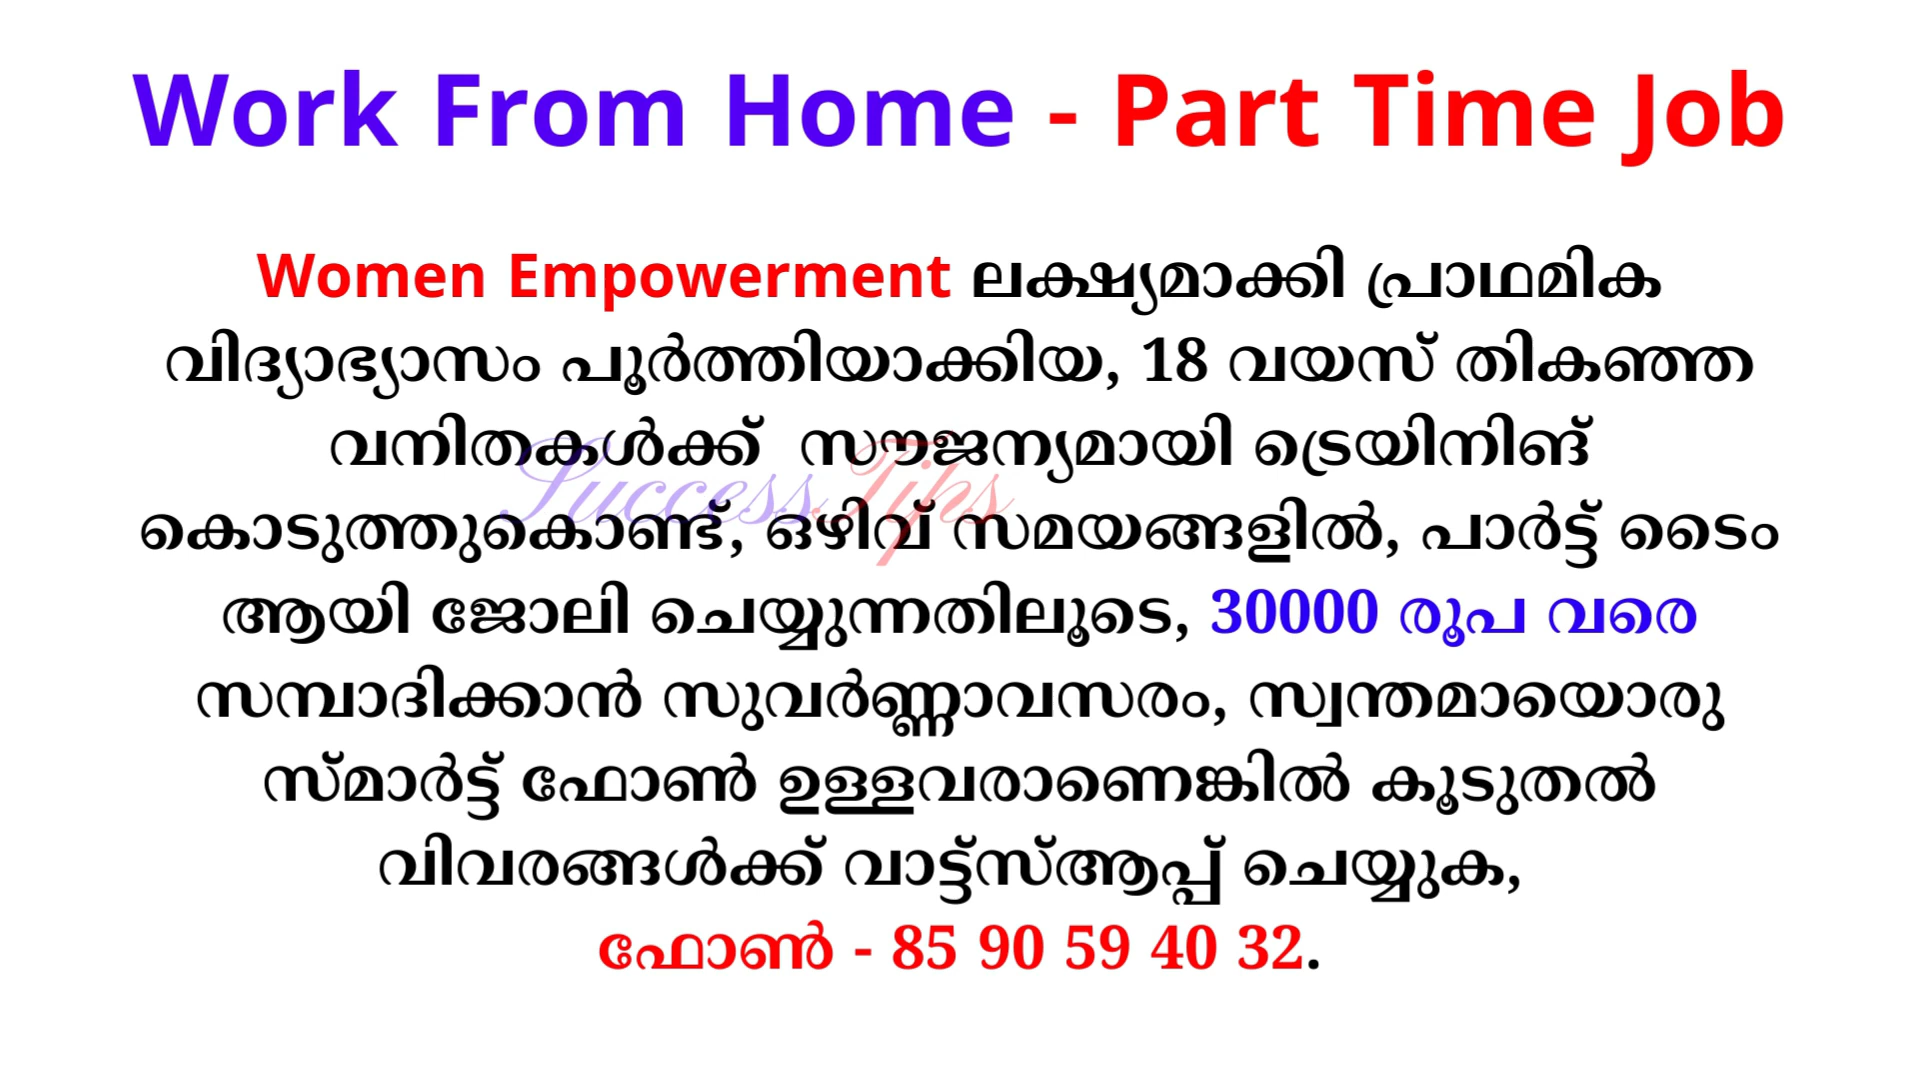 Work From Home - Part Time Job
Women Empowerment ലക്ഷ്യമാക്കി പ്രാഥമിക
വിദ്യാഭ്യാസം പൂർത്തിയാക്കിയ, 18 വയസ് തികഞ്ഞ
വനിതകൾക്ക് സൗജന്യമായി ട്രെയിനിങ്
കൊടുത്തുകൊണ്ട്, ഒഴിവ് സമയങ്ങളിൽ, പാർട്ട് ടൈം
ആയി ജോലി ചെയ്യുന്നതിലൂടെ, 30000 രൂപ വരെ
സമ്പാദിക്കാൻ സുവർണ്ണാവസരം, സ്വന്തമായൊരു
സ്മാർട്ട് ഫോൺ ഉള്ളവരാണെങ്കിൽ കൂടുതൽ
വിവരങ്ങൾക്ക് വാട്ട്സ്ആപ്പ് ചെയ്യുക,
ഫോൺ - 85 90 59 40 32.
Success Tips